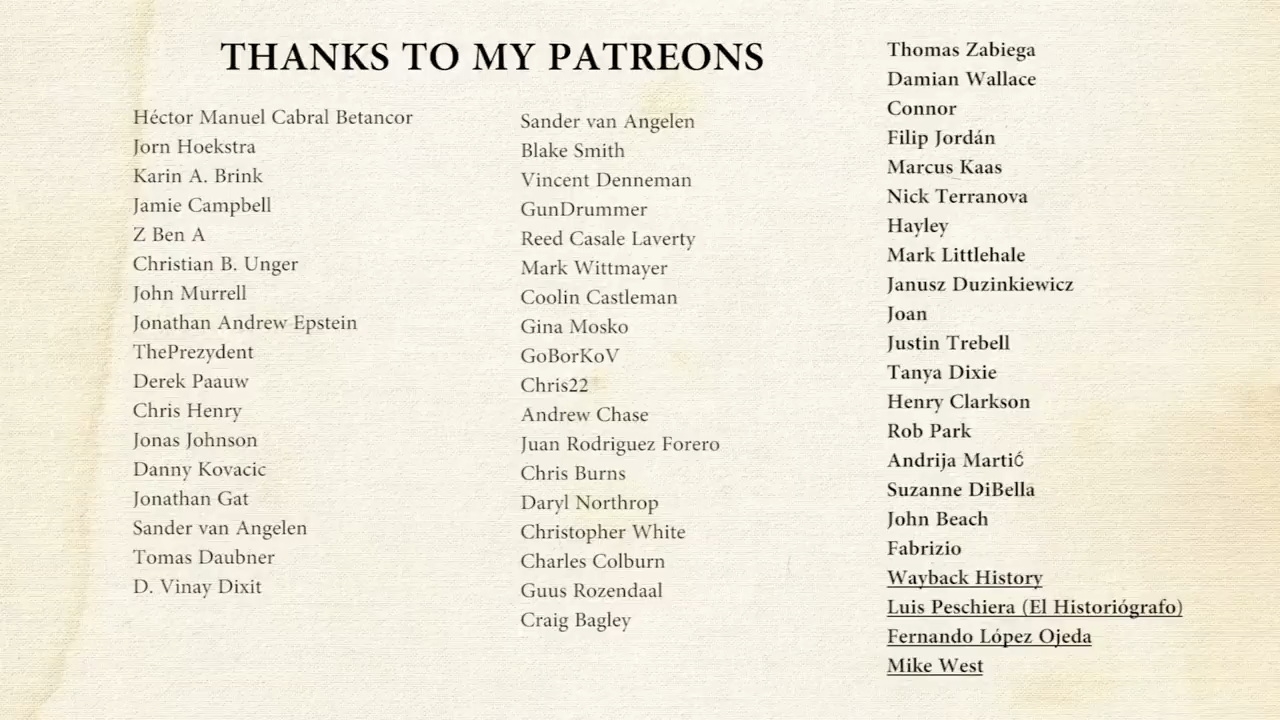 THANKS TO MY PATREONS
Héctor Manuel Cabral Betancor
Jorn Hoekstra
Karin A. Brink
Jamie Campbell
Z Ben A
Christian B. Unger
John Murrell
Jonathan Andrew Epstein
ThePrezydent
Derek Paauw
Chris Henry
Jonas Johnson
Danny Kovacic
Jonathan Gat
Sander van Angelen
Tomas Daubner
D. Vinay Dixit
Sander van Angelen
Blake Smith
Vincent Denneman
GunDrummer
Reed Casale Laverty
Mark Wittmayer
Coolin Castleman
Gina Mosko
GoBorKoV
Chris22
Andrew Chase
Juan Rodriguez Forero
Chris Burns
Daryl Northrop
Christopher White
Charles Colburn
Guus Rozendaal
Craig Bagley
Thomas Zabiega
Damian Wallace
Connor
Filip Jordán
Marcus Kaas
Nick Terranova
Hayley
Mark Littlehale
Janusz Duzinkiewicz
Joan
Justin Trebell
Tanya Dixie
Henry Clarkson
Rob Park
Andrija Martić
Suzanne DiBella
John Beach
Fabrizio
Wayback History
Luis Peschiera (El Historiógrafo)
Fernando López Ojeda
Mike West